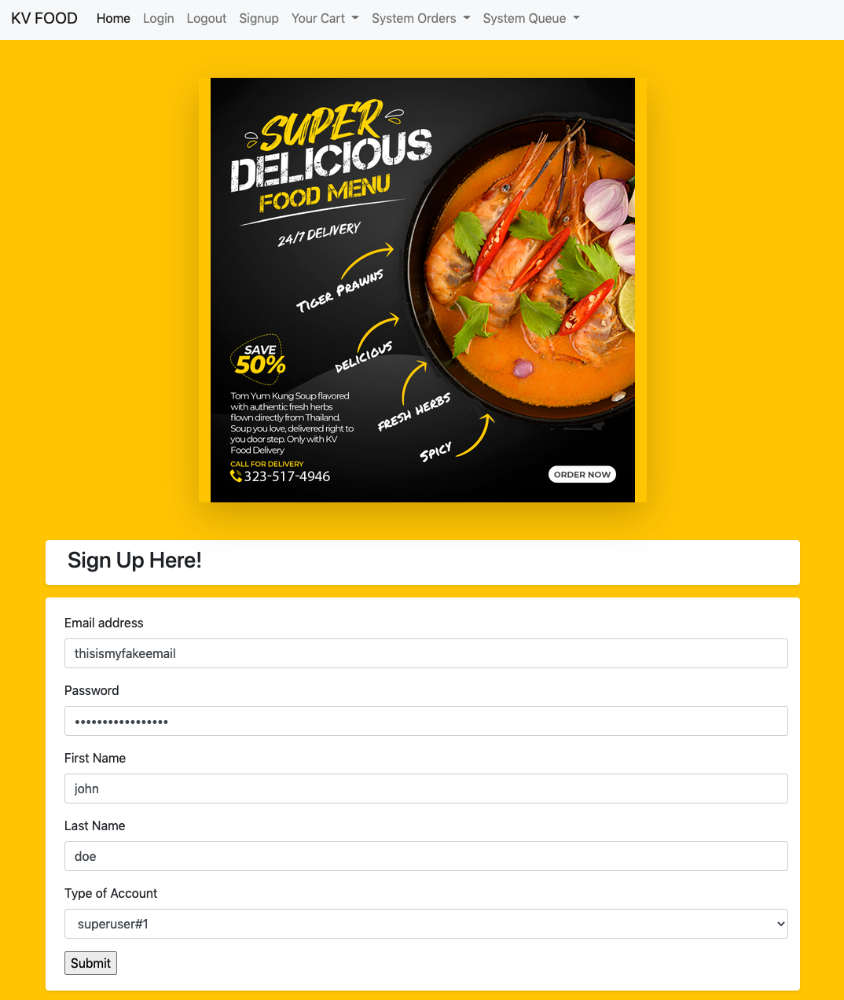 KV FOOD Home Login Logout Signup Your Cart System Orders System Queue
SUPER
DELICIOUS
FOOD MENU
24/7 DELIVERY
TIGER PRAWNS
DELICIOUS
FRESH HERBS
SPICY
SAVE
50%
Tom Yum Kung Soup flavored
with authentic fresh herbs
flown directly from Thailand.
Soup you love, delivered right to
you door step. Only with KV
Food Delivery
CALL FOR DELIVERY
323-517-4946
ORDER NOW
Sign Up Here!
Email address
thisismyfakeemail
Password
•••••••••••••••••
First Name
john
Last Name
doe
Type of Account
superuser#1
Submit